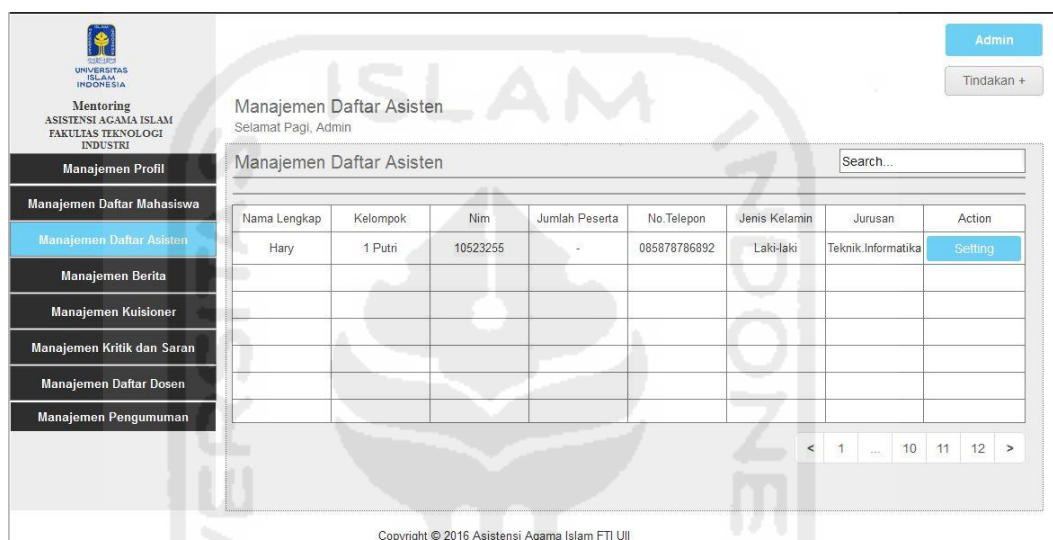 UNIVERSITAS
ISLAM
INDONESIA
Mentoring
ASISTENSI AGAMA ISLAM
FAKULTAS TEKNOLOGI
INDUSTRI
Manajemen Profil
Manajemen Daftar Mahasiswa
Manajemen Daftar Asisten
Manajemen Berita
Manajemen Kuisioner
Manajemen Kritik dan Saran
Manajemen Daftar Dosen
Manajemen Pengumuman
Admin
Tindakan +
Manajemen Daftar Asisten
Selamat Pagi, Admin
Manajemen Daftar Asisten
Search...
Nama Lengkap Kelompok Nim Jumlah Peserta No.Telepon Jenis Kelamin Jurusan Action
Hary 1 Putri 10523255 - 085878786892 Laki-laki Teknik.Informatika Setting
< 1 ... 10 11 12 >
Copyright © 2016 Asistensi Agama Islam FTI UII
ISLAM